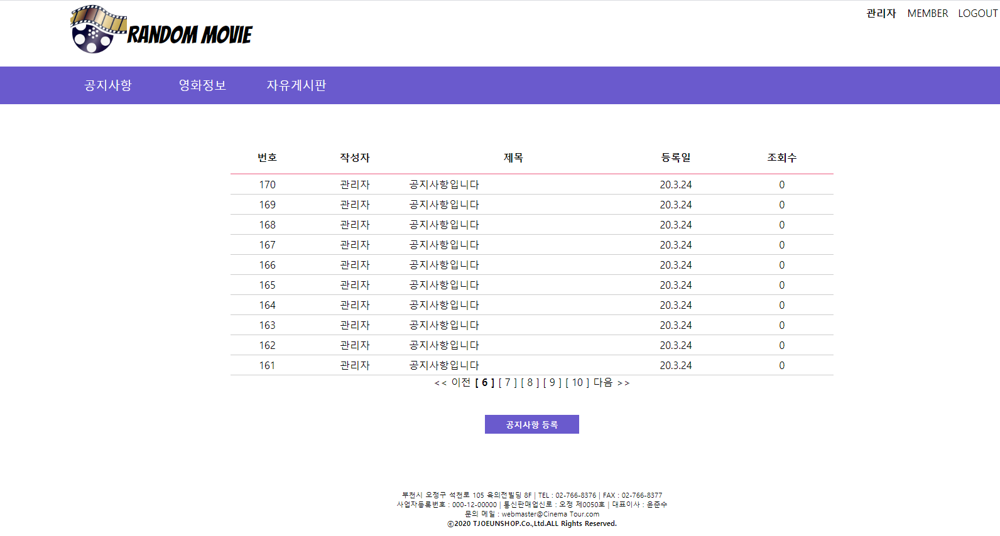 RANDOM MOVIE
관리자 MEMBER LOGOUT
공지사항 영화정보 자유게시판
번호 작성자 제목 등록일 조회수
170 관리자 공지사항입니다 20.3.24 0
169 관리자 공지사항입니다 20.3.24 0
168 관리자 공지사항입니다 20.3.24 0
167 관리자 공지사항입니다 20.3.24 0
166 관리자 공지사항입니다 20.3.24 0
165 관리자 공지사항입니다 20.3.24 0
164 관리자 공지사항입니다 20.3.24 0
163 관리자 공지사항입니다 20.3.24 0
162 관리자 공지사항입니다 20.3.24 0
161 관리자 공지사항입니다 20.3.24 0
<< 이전 [ 6 ] [ 7 ] [ 8 ] [ 9 ] [ 10 ] 다음 >>
공지사항 등록
부천시 오정구 석천로 105 육의전빌딩 8F | TEL : 02-766-8376 | FAX : 02-766-8377
사업자등록번호 : 000-12-00000 | 통신판매업신로 : 오정 제0050호 | 대표이사 : 윤준수
문의 메일 : webmaster@Cinema Tour.com
©2020 TJOEUNSHOP.Co.,Ltd.ALL Rights Reserved.